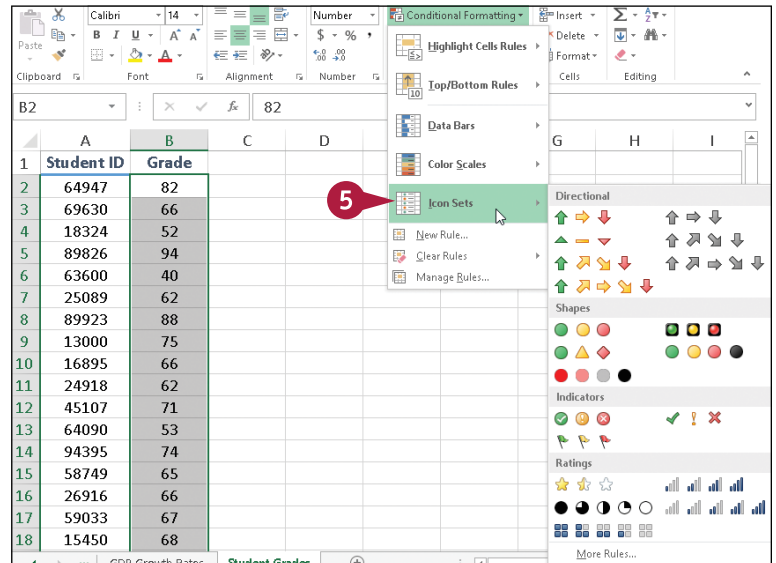 Calibri 14 Number Conditional Formatting Insert
Paste B I U A A $ % , Delete
A Format
Clipboard Font Alignment Number Cells Editing
B2 fx 82
Highlight Cells Rules
Top/Bottom Rules
Data Bars
Color Scales
Icon Sets
New Rule...
Clear Rules
Manage Rules...
5
A B C D G H I
1 Student ID Grade
2 64947 82
3 69630 66
4 18324 52
5 89826 94
6 63600 40
7 25089 62
8 89923 88
9 13000 75
10 16895 66
11 24918 62
12 45107 71
13 64090 53
14 94395 74
15 58749 65
16 26916 66
17 59033 67
18 15450 68
Directional
Shapes
Indicators
Ratings
More Rules...
GDP Growth Rates Student Grades